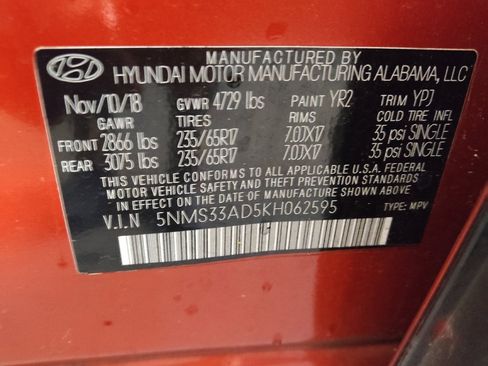 MANUFACTURED BY
HYUNDAI MOTOR MANUFACTURING ALABAMA, LLC
Nov/10/18 GVWR 4729 lbs PAINT YR2 TRIM YPJ
GAWR TIRES RIMS COLD TIRE INFL
FRONT 2866 lbs 235/65R17 7.0JX17 35 psi SINGLE
REAR 3075 lbs 235/65R17 7.0JX17 35 psi SINGLE
THIS VEHICLE CONFORMS TO ALL APPLICABLE U.S.A. FEDERAL
MOTOR VEHICLE SAFETY AND THEFT PREVENTION STANDARDS
IN EFFECT ON THE DATE OF MANUFACTURE SHOWN ABOVE.
V.I.N 5NMS33AD5KH062595
TYPE: MPV